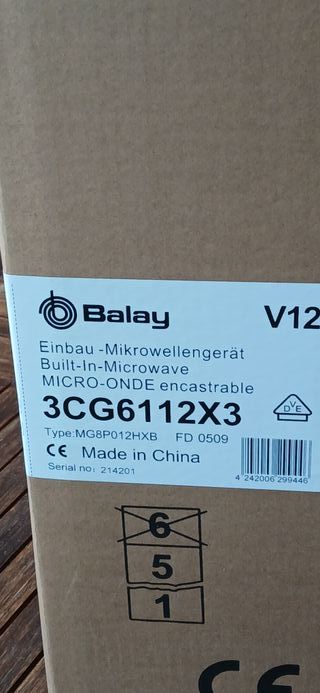 Balay V12
Einbau -Mikrowellengerät
Built-In-Microwave
MICRO-ONDE encastrable
3CG6112X3
DVE
Type:MG8P012HXB FD 0509
CE Made in China
Serial no: 214201
4 242006 299446
6
5
1
CE